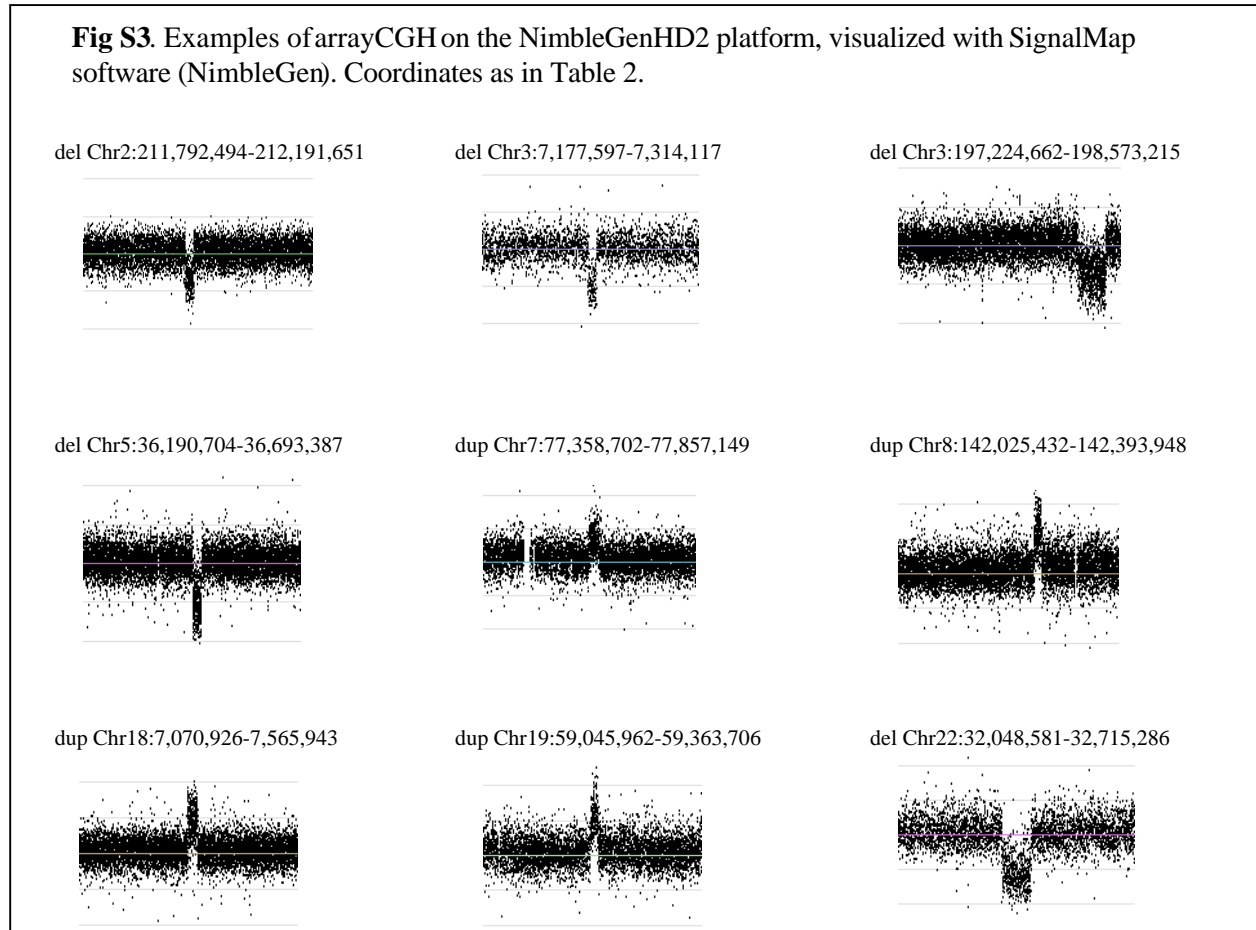 Fig S3. Examples of arrayCGH on the NimbleGenHD2 platform, visualized with SignalMap
software (NimbleGen). Coordinates as in Table 2.
del Chr2:211,792,494-212,191,651
del Chr3:7,177,597-7,314,117
del Chr3:197,224,662-198,573,215
del Chr5:36,190,704-36,693,387
dup Chr7:77,358,702-77,857,149
dup Chr8:142,025,432-142,393,948
dup Chr18:7,070,926-7,565,943
dup Chr19:59,045,962-59,363,706
del Chr22:32,048,581-32,715,286